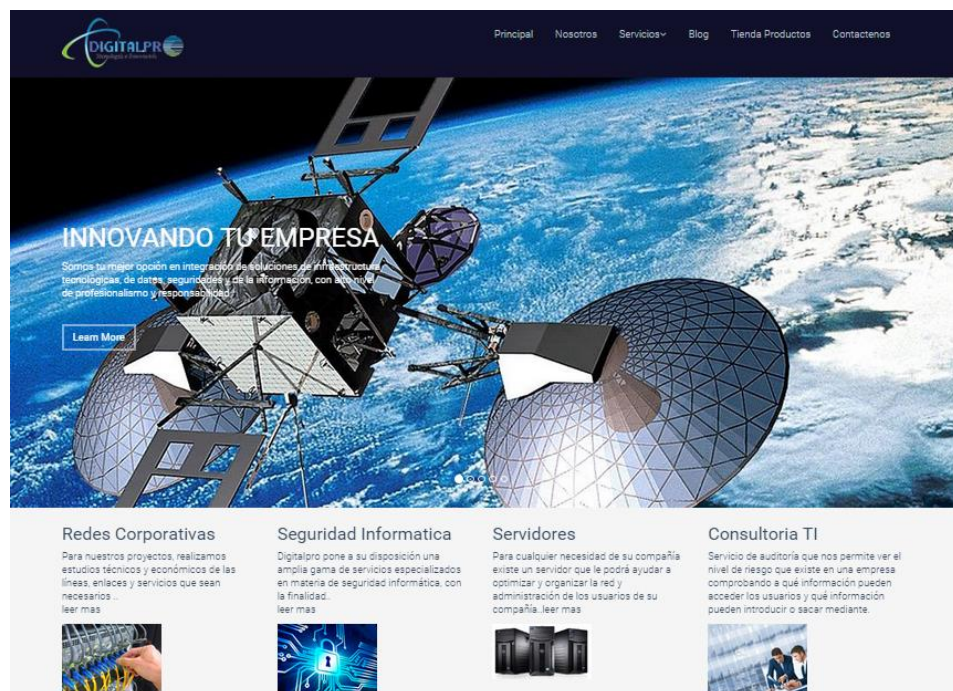 DIGITALPR
Tecnología e Innovación
Principal Nosotros Servicios Blog Tienda Productos Contactenos
INNOVANDO TU EMPRESA
Somos tu mejor opción en integración de soluciones de infraestructura
tecnológicas, de datos, seguridades y de la información, con alto nivel
de profesionalismo y responsabilidad
Learn More
Redes Corporativas
Para nuestros proyectos, realizamos
estudios técnicos y económicos de las
líneas, enlaces y servicios que sean
necesarios ..
leer mas
Seguridad Informatica
Digitalpro pone a su disposición una
amplia gama de servicios especializados
en materia de seguridad informática, con
la finalidad..
leer mas
Servidores
Para cualquier necesidad de su compañía
existe un servidor que le podrá ayudar a
optimizar y organizar la red y
administración de los usuarios de su
compañía..leer mas
Consultoria TI
Servicio de auditoría que nos permite ver el
nivel de riesgo que existe en una empresa
comprobando a qué información pueden
acceder los usuarios y qué información
pueden introducir o sacar mediante.